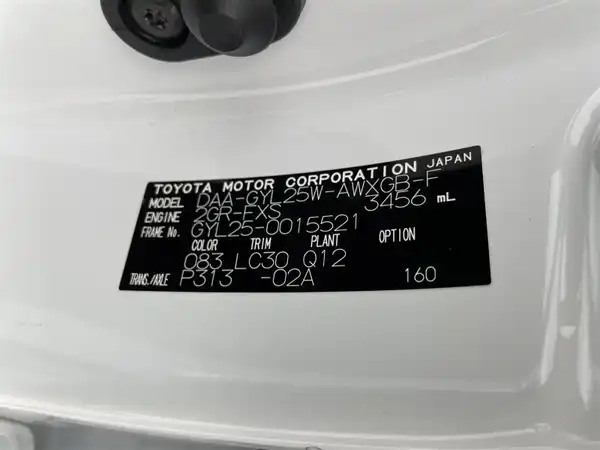 TOYOTA MOTOR CORPORATION JAPAN
MODEL DAA-GYL25W-AWXGB-F
ENGINE 2GR-FXS 3456 mL
FRAME No. GYL25-0015521
COLOR TRIM PLANT OPTION
083 LC30 Q12
TRANS./AXLE P313 -02A 160